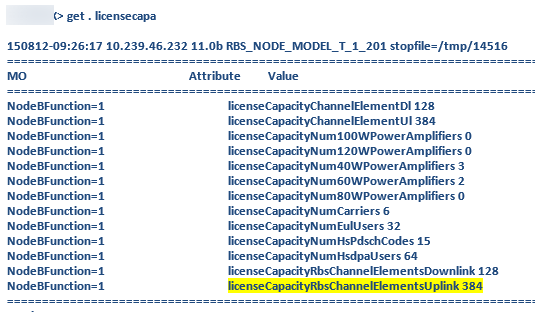 > get . licensecapa
150812-09:26:17 10.239.46.232 11.0b RBS_NODE_MODEL_T_1_201 stopfile=/tmp/14516
=================================================================================
MO Attribute Value
=================================================================================
NodeBFunction=1 licenseCapacityChannelElementDl 128
NodeBFunction=1 licenseCapacityChannelElementUl 384
NodeBFunction=1 licenseCapacityNum100WPowerAmplifiers 0
NodeBFunction=1 licenseCapacityNum120WPowerAmplifiers 0
NodeBFunction=1 licenseCapacityNum40WPowerAmplifiers 3
NodeBFunction=1 licenseCapacityNum60WPowerAmplifiers 2
NodeBFunction=1 licenseCapacityNum80WPowerAmplifiers 0
NodeBFunction=1 licenseCapacityNumCarriers 6
NodeBFunction=1 licenseCapacityNumEulUsers 32
NodeBFunction=1 licenseCapacityNumHsPdschCodes 15
NodeBFunction=1 licenseCapacityNumHsdpaUsers 64
NodeBFunction=1 licenseCapacityRbsChannelElementsDownlink 128
NodeBFunction=1 licenseCapacityRbsChannelElementsUplink 384
=================================================================================